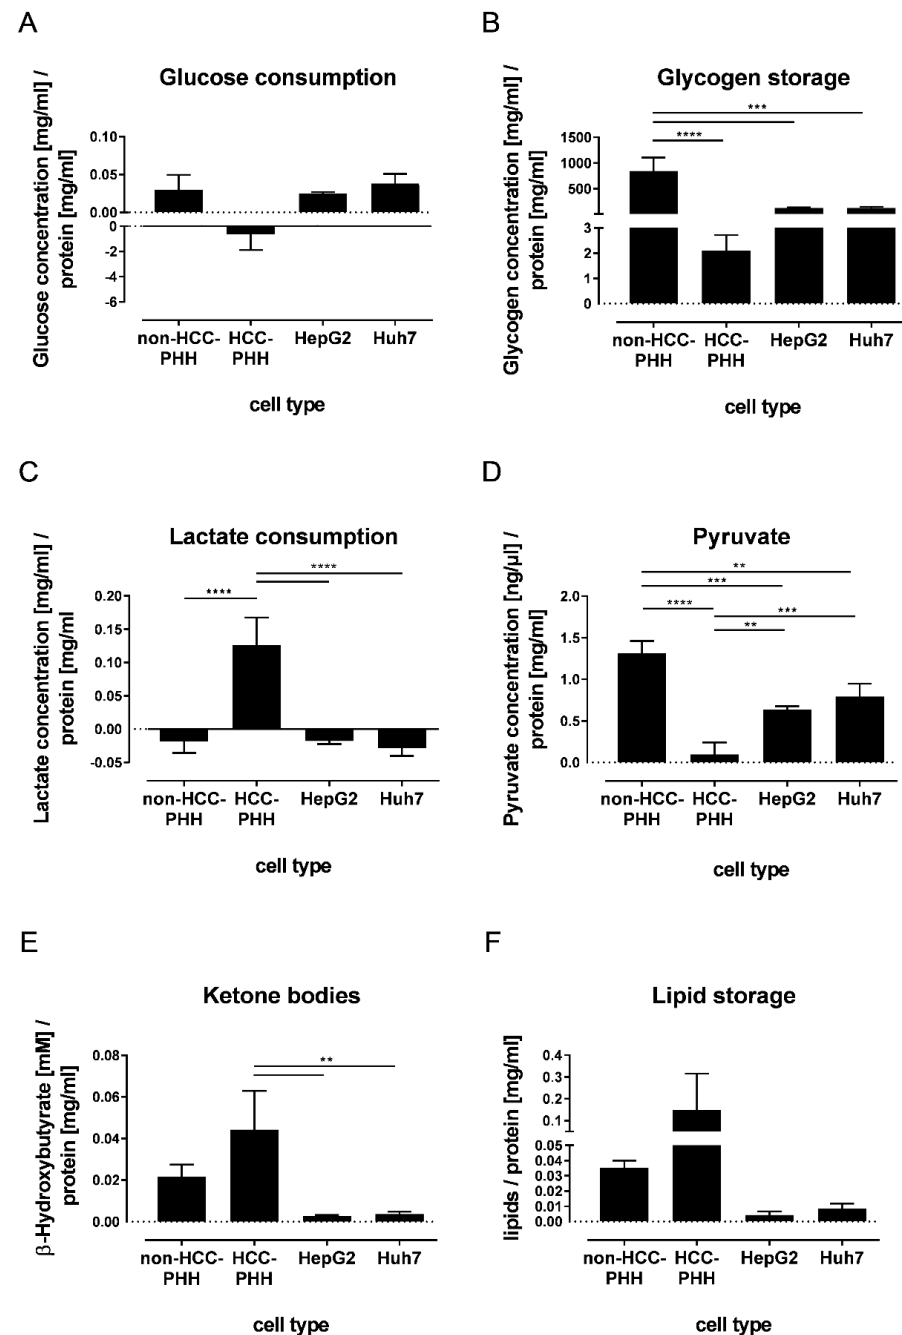 A
Glucose consumption
Glucose concentration [mg/ml] /
protein [mg/ml]
0.10
0.05
0.00
0
-2
-4
-6
non-HCC-
PHH
HCC-
PHH
HepG2
Huh7
cell type
B
Glycogen storage
Glycogen concentration [mg/ml] /
protein [mg/ml]
***
****
1500
1000
500
3
2
1
0
non-HCC-
PHH
HCC-
PHH
HepG2
Huh7
cell type
C
Lactate consumption
Lactate concentration [mg/ml] /
protein [mg/ml]
****
****
0.20
0.15
0.10
0.05
0.00
-0.05
non-HCC-
PHH
HCC-
PHH
HepG2
Huh7
cell type
D
Pyruvate
Pyruvate concentration [ng/µl] /
protein [mg/ml]
**
***
****
***
**
2.0
1.5
1.0
0.5
0.0
non-HCC-
PHH
HCC-
PHH
HepG2
Huh7
cell type
E
Ketone bodies
β-Hydroxybutyrate [mM] /
protein [mg/ml]
**
0.08
0.06
0.04
0.02
0.00
non-HCC-
PHH
HCC-
PHH
HepG2
Huh7
cell type
F
Lipid storage
lipids / protein [mg/ml]
0.4
0.3
0.2
0.1
0.05
0.04
0.03
0.02
0.01
0.00
non-HCC-
PHH
HCC-
PHH
HepG2
Huh7
cell type